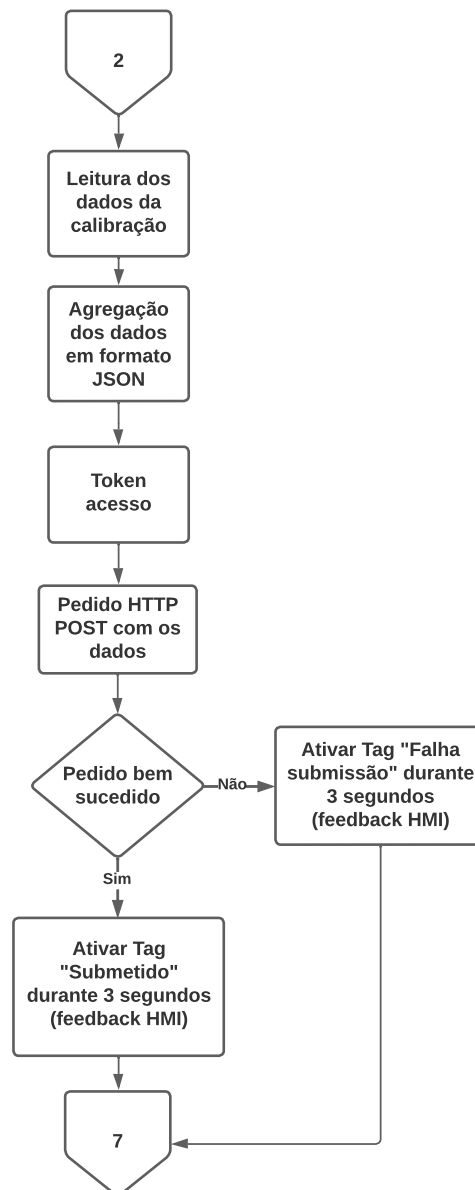 2
Leitura dos
dados da
calibração
Agregação
dos dados
em formato
JSON
Token
acesso
Pedido HTTP
POST com os
dados
Pedido bem
sucedido
Não
Ativar Tag "Falha
submissão" durante
3 segundos
(feedback HMI)
Sim
Ativar Tag
"Submetido"
durante 3 segundos
(feedback HMI)
7